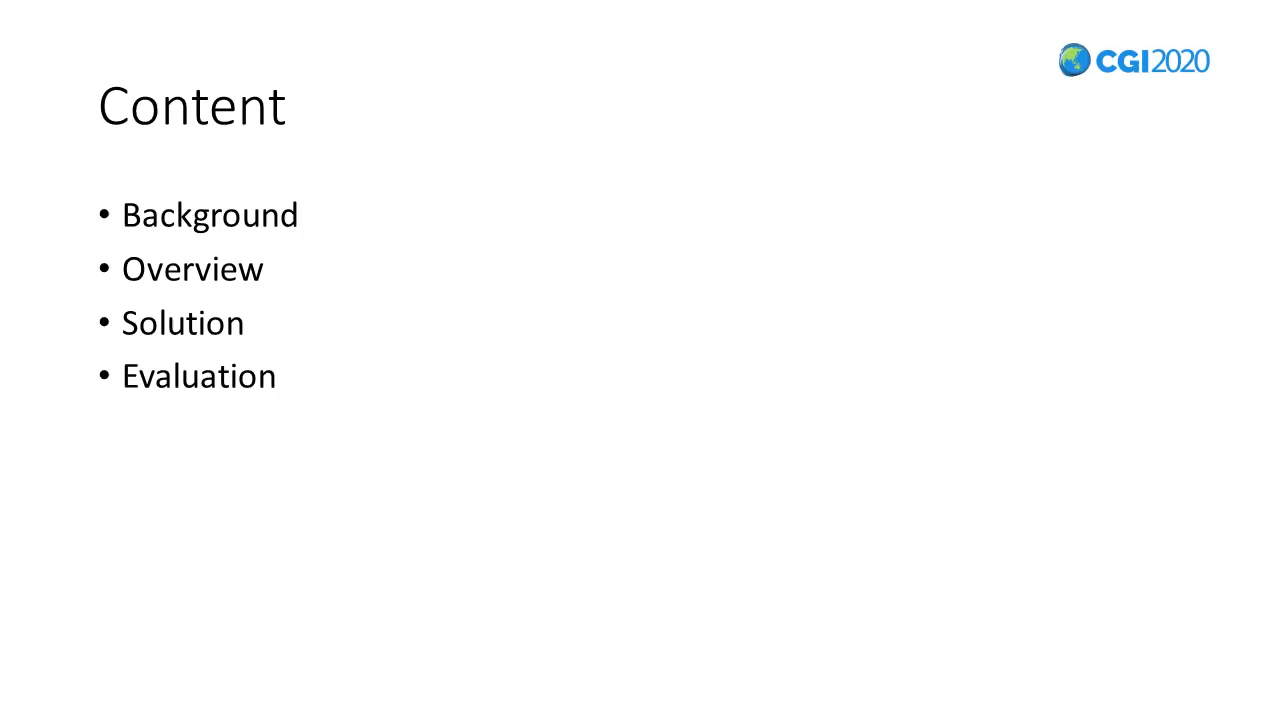 CGI2020
Content
• Background
• Overview
• Solution
• Evaluation